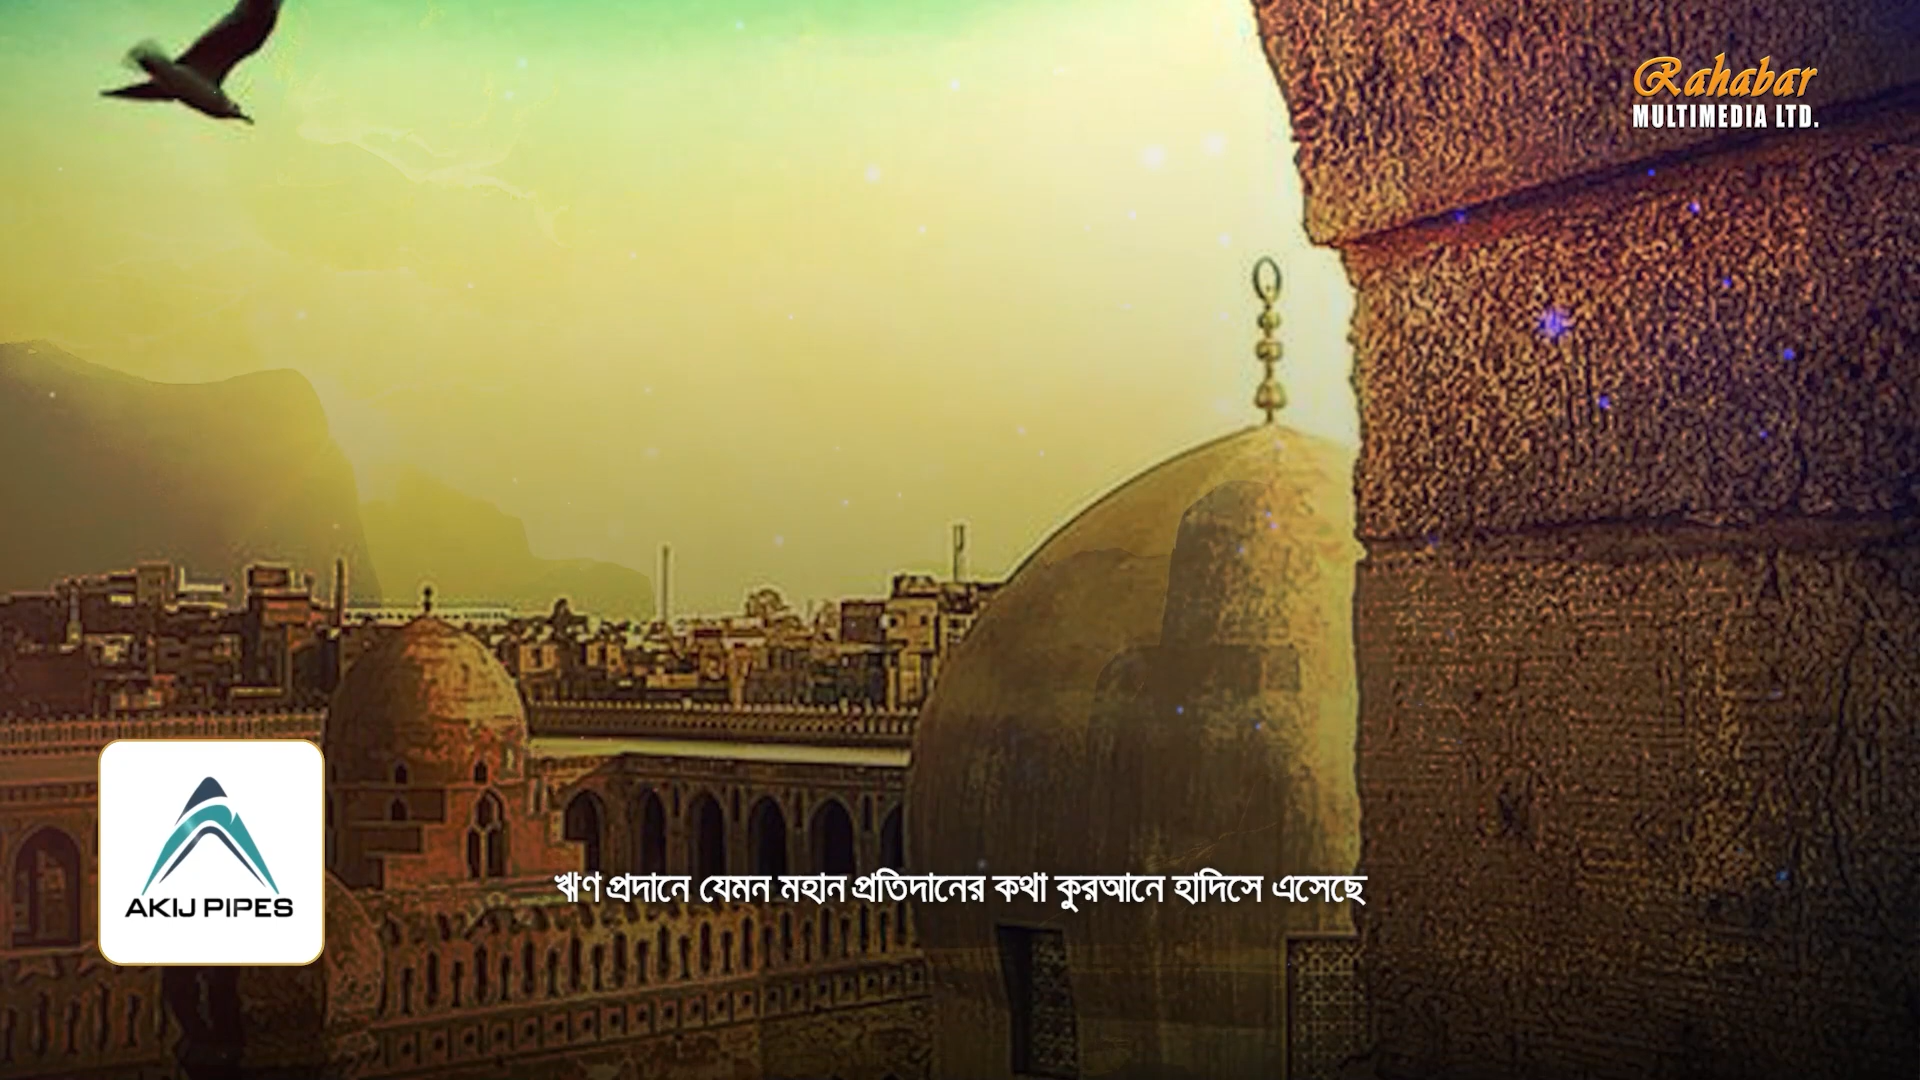 Rahabar
MULTIMEDIA LTD.
ঋণ প্রদানে যেমন মহান প্রতিদানের কথা কুরআনে হাদিসে এসেছে
AKIJ PIPES